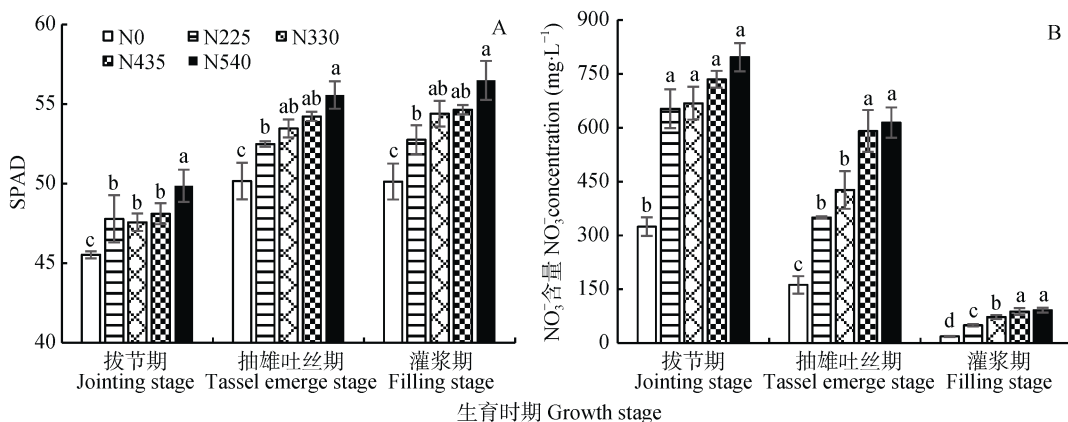 A
N0 N225 N330
N435 N540
SPAD
60
55
50
45
40
c b b b a
c b ab ab a
c b ab ab a
拔节期 抽雄吐丝期 灌浆期
Jointing stage Tassel emerge stage Filling stage
B
NO₃⁻含量 NO₃⁻concentration (mg·L⁻¹)
900
750
600
450
300
150
0
b a a a a
c b b a a
d c b a a
拔节期 抽雄吐丝期 灌浆期
Jointing stage Tassel emerge stage Filling stage
生育时期 Growth stage